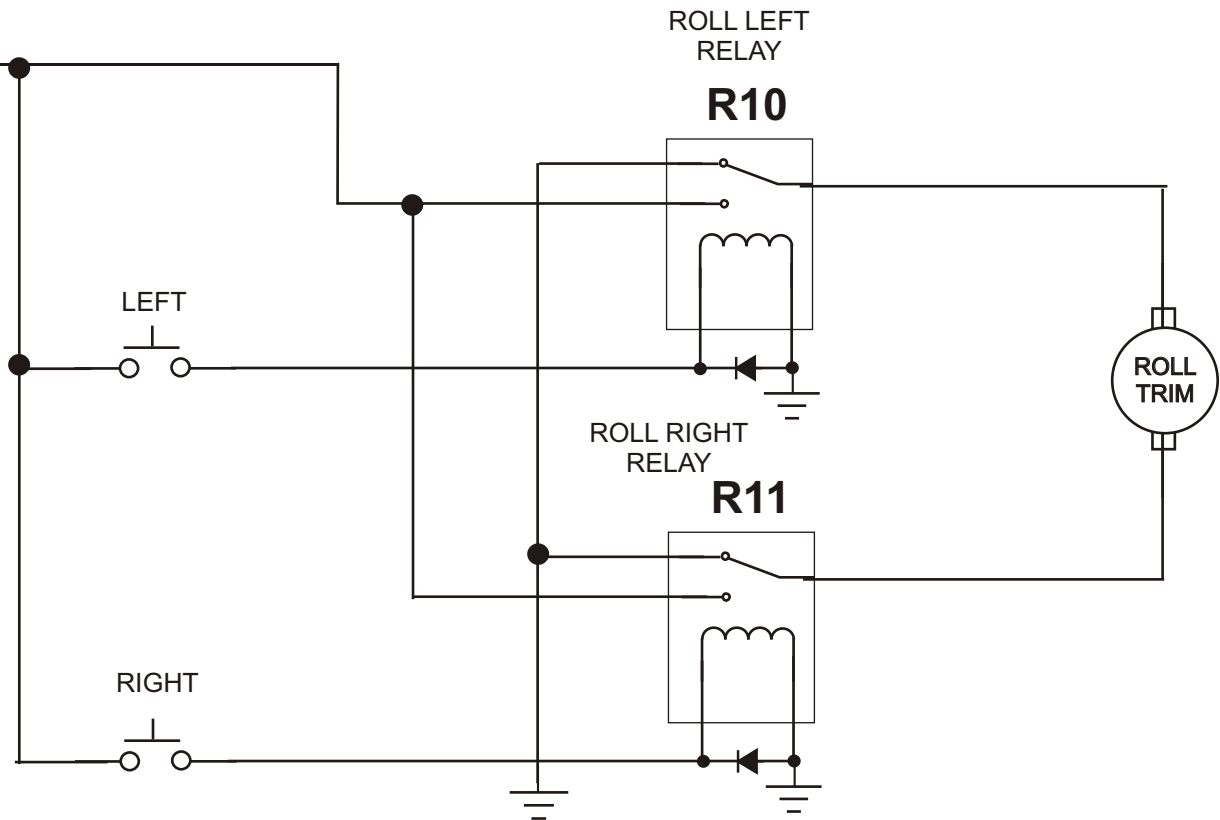 ROLL LEFT
RELAY
R10
LEFT
ROLL
TRIM
ROLL RIGHT
RELAY
R11
RIGHT